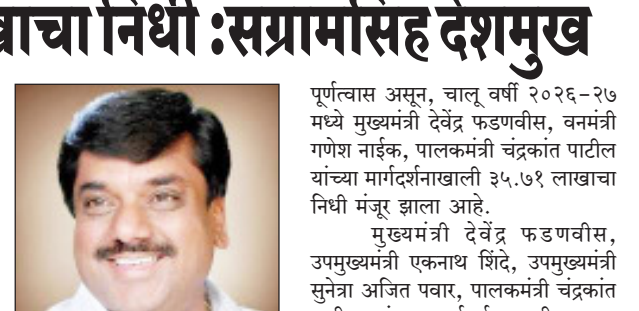 निधी :सग्रामसिंह देशमुख
पूर्णत्वास असून, चालू वर्षी २०२६-२७
मध्ये मुख्यमंत्री देवेंद्र फडणवीस, वनमंत्री
गणेश नाईक, पालकमंत्री चंद्रकांत पाटील
यांच्या मार्गदर्शनाखाली ३५.७१ लाखाचा
निधी मंजूर झाला आहे.
मुख्यमंत्री देवेंद्र फडणवीस,
उपमुख्यमंत्री एकनाथ शिंदे, उपमुख्यमंत्री
सुनेत्रा अजित पवार, पालकमंत्री चंद्रकांत